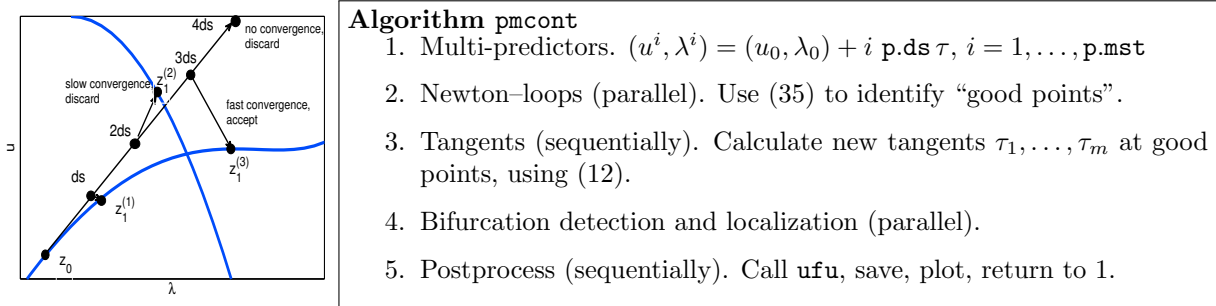 4ds
no convergence,
discard
3ds
z_1^{(2)}
slow convergence,
discard
fast convergence,
accept
2ds
u
z_1^{(3)}
ds
z_1^{(1)}
z_0
λ
Algorithm pmcont
1. Multi-predictors. (u^i, λ^i) = (u_0, λ_0) + i p.ds τ, i = 1, . . . , p.mst
2. Newton–loops (parallel). Use (35) to identify “good points”.
3. Tangents (sequentially). Calculate new tangents τ_1, . . . , τ_m at good
points, using (12).
4. Bifurcation detection and localization (parallel).
5. Postprocess (sequentially). Call ufu, save, plot, return to 1.